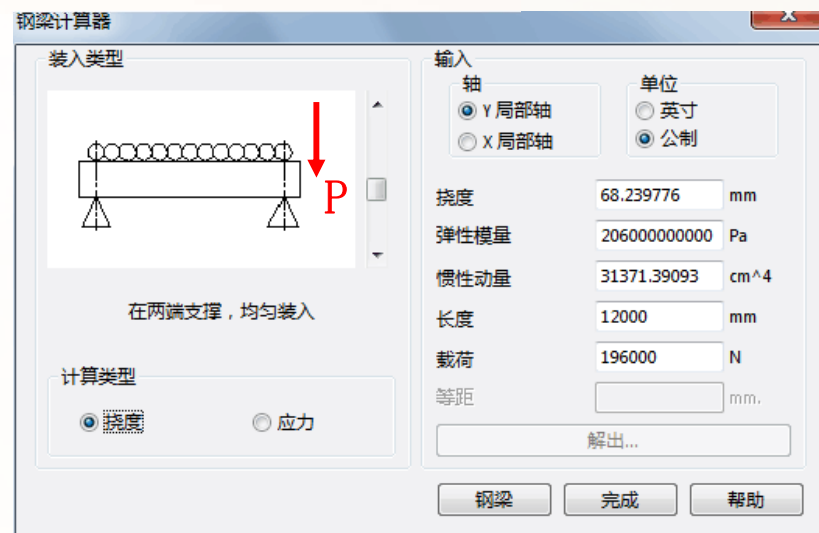 钢梁计算器
装入类型
P
在两端支撑，均匀装入
计算类型
挠度
应力
输入
轴
Y 局部轴
X 局部轴
单位
英寸
公制
挠度 68.239776 mm
弹性模量 206000000000 Pa
惯性动量 31371.39093 cm^4
长度 12000 mm
载荷 196000 N
等距 mm.
解出...
钢梁 完成 帮助